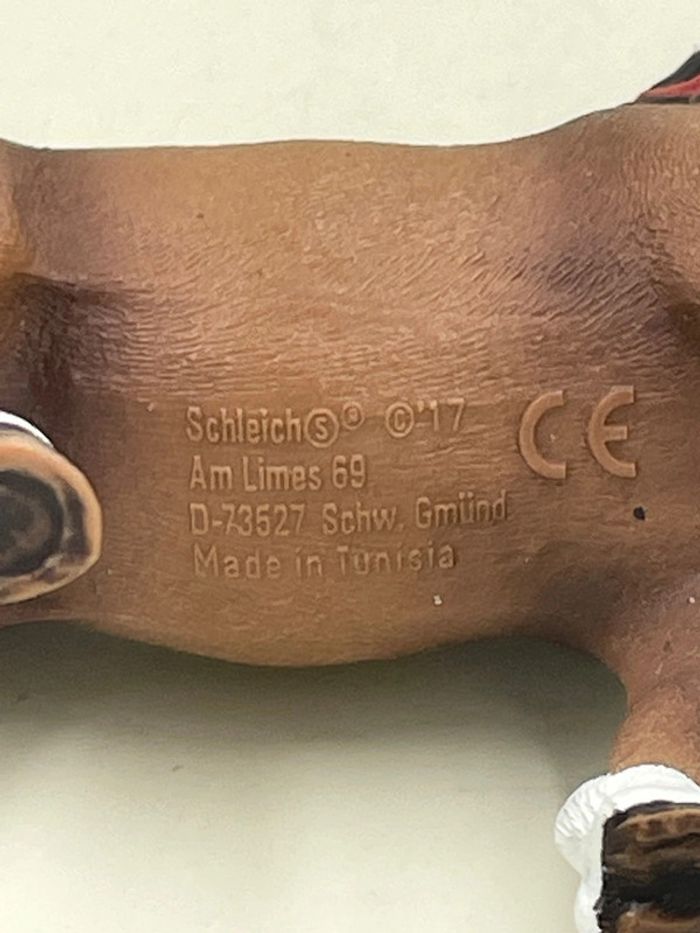 Schleich Ⓢ® ©'17 CE
Am Limes 69
D-73527 Schw. Gmünd
Made in Tunisia